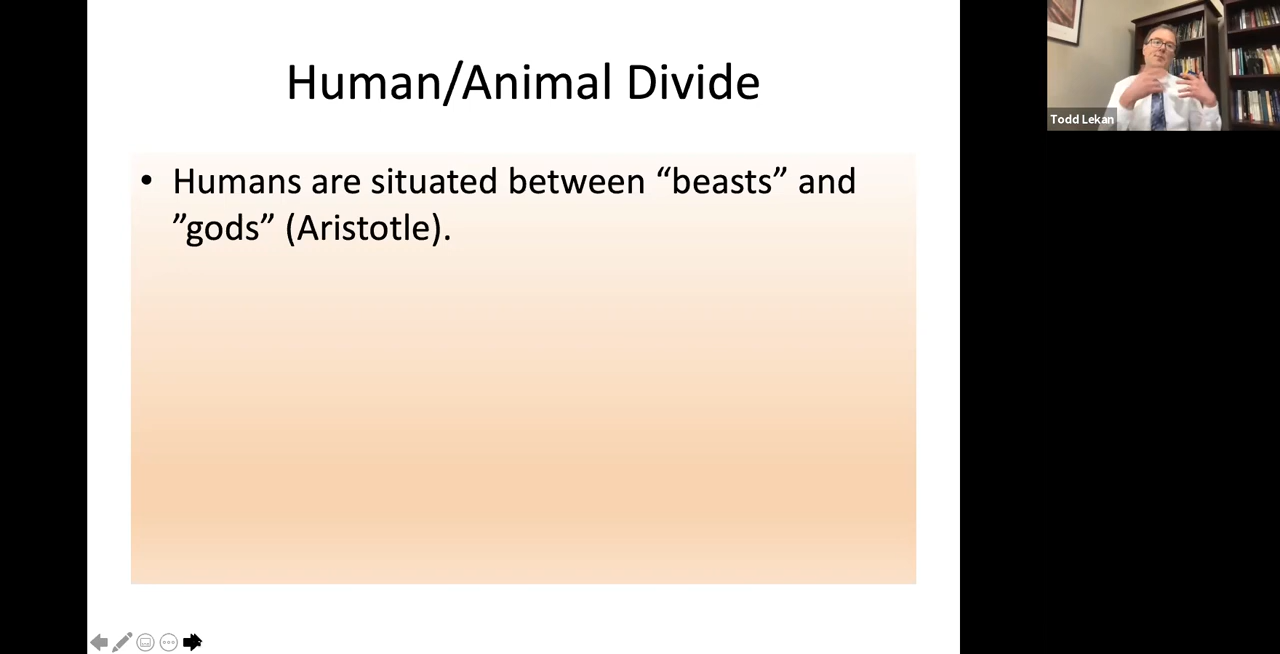 Human/Animal Divide
• Humans are situated between “beasts” and
”gods” (Aristotle).
Todd Lekan